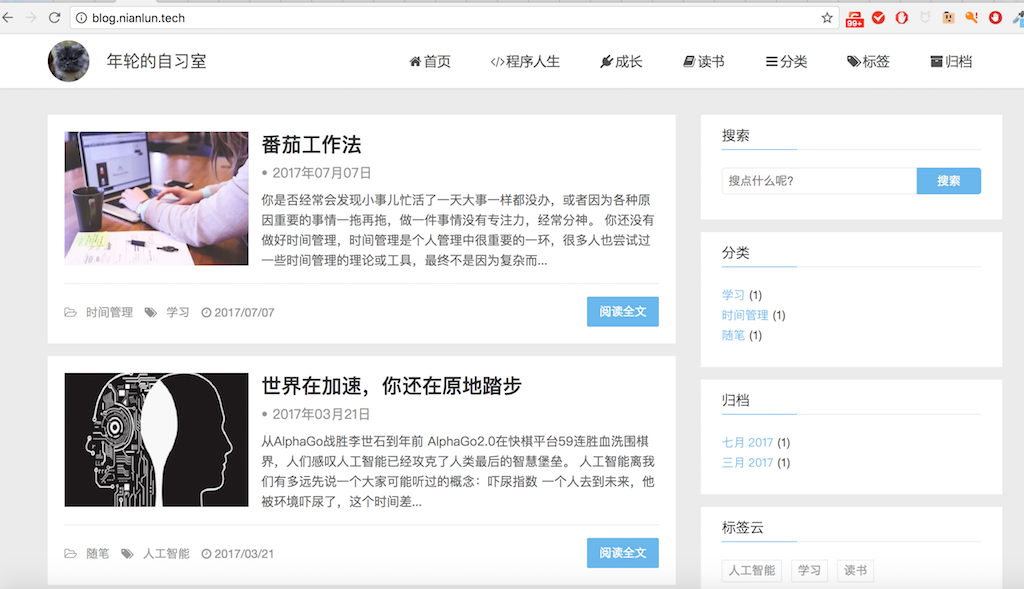 blog.nianlun.tech
99+
年轮的自习室
首页
</>程序人生
成长
读书
分类
标签
归档
番茄工作法
• 2017年07月07日
你是否经常会发现小事儿忙活了一天大事一样都没办，或者因为各种原
因重要的事情一拖再拖，做一件事情没有专注力，经常分神。 你还没有
做好时间管理，时间管理是个人管理中很重要的一环，很多人也尝试过
一些时间管理的理论或工具，最终不是因为复杂而...
时间管理 学习 2017/07/07
阅读全文
世界在加速，你还在原地踏步
• 2017年03月21日
从AlphaGo战胜李世石到年前 AlphaGo2.0在快棋平台59连胜血洗围棋
界，人们感叹人工智能已经攻克了人类最后的智慧堡垒。 人工智能离我
们有多远先说一个大家可能听过的概念：吓尿指数 一个人去到未来，他
被环境吓尿了，这个时间差...
随笔 人工智能 2017/03/21
阅读全文
搜索
搜点什么呢?
搜索
分类
学习 (1)
时间管理 (1)
随笔 (1)
归档
七月 2017 (1)
三月 2017 (1)
标签云
人工智能 学习 读书